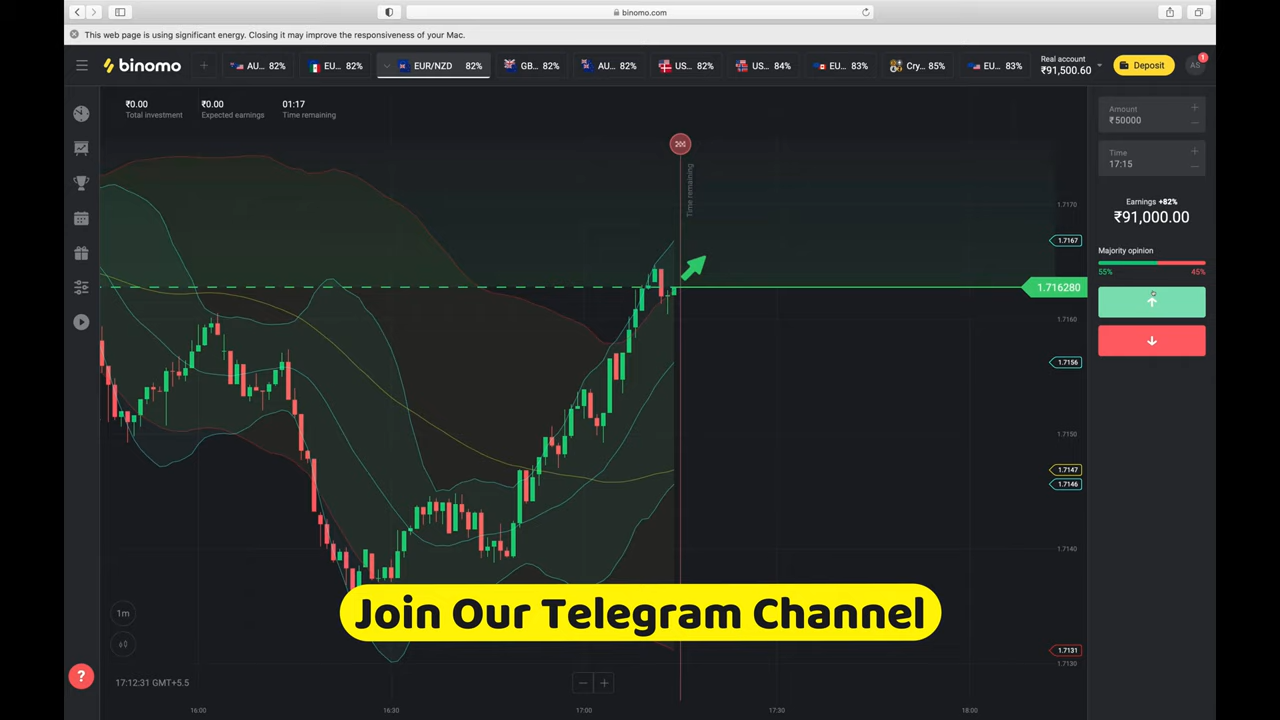 binomo.com
This web page is using significant energy. Closing it may improve the responsiveness of your Mac.
binomo
AU... 82%
EU... 82%
EUR/NZD 82%
GB... 82%
AU... 82%
US... 82%
US... 84%
EU... 83%
Cry... 85%
EU... 83%
Real account
₹91,500.60
Deposit
AS
1
₹0.00
Total investment
₹0.00
Expected earnings
01:17
Time remaining
Time remaining
Amount
₹50000
Time
17:15
Earnings +82%
₹91,000.00
Majority opinion
55%
45%
1.7170
1.7167
1.716280
1.7160
1.7156
1.7150
1.7147
1.7146
1.7140
1.7131
1.7130
1m
Join Our Telegram Channel
?
17:12:31 GMT+5.5
16:00
16:30
17:00
17:30
18:00